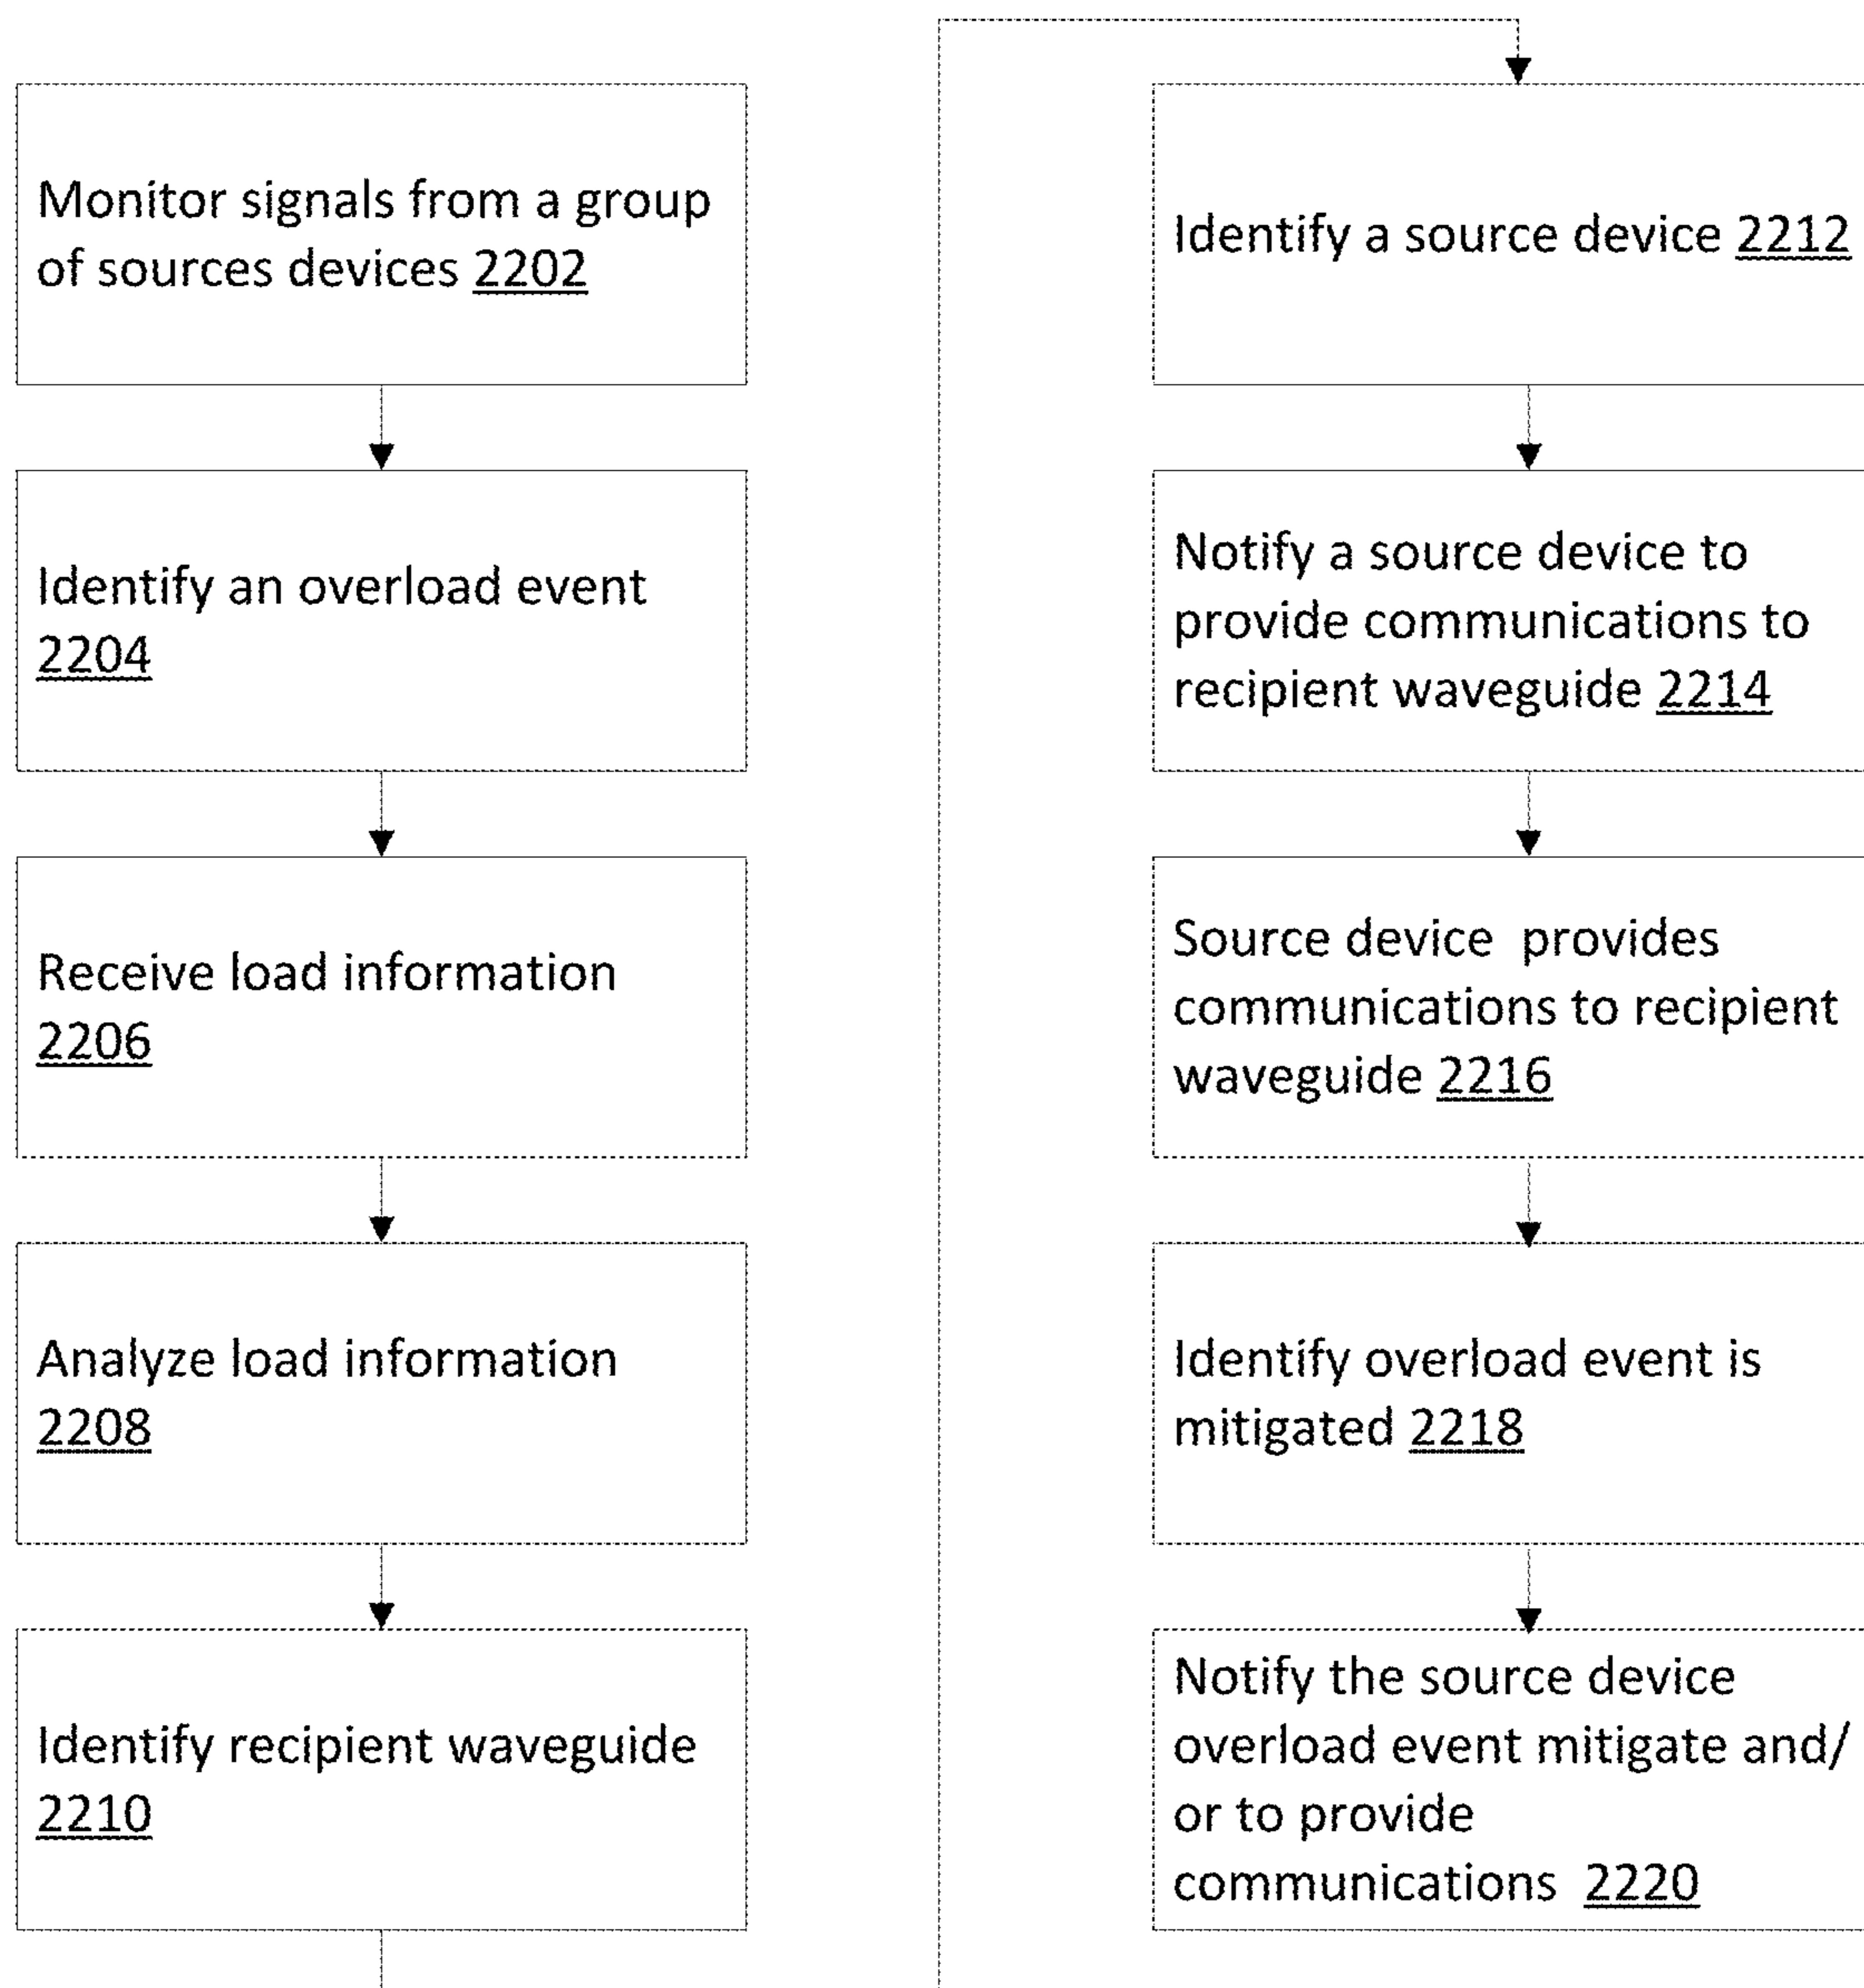 Monitor signals from a group
of sources devices 2202
Identify an overload event
2204
Receive load information
2206
Analyze load information
2208
Identify recipient waveguide
2210
Identify a source device 2212
Notify a source device to
provide communications to
recipient waveguide 2214
Source device  provides
communications to recipient
waveguide 2216
Identify overload event is
mitigated 2218
Notify the source device
overload event mitigate and/
or to provide
communications  2220